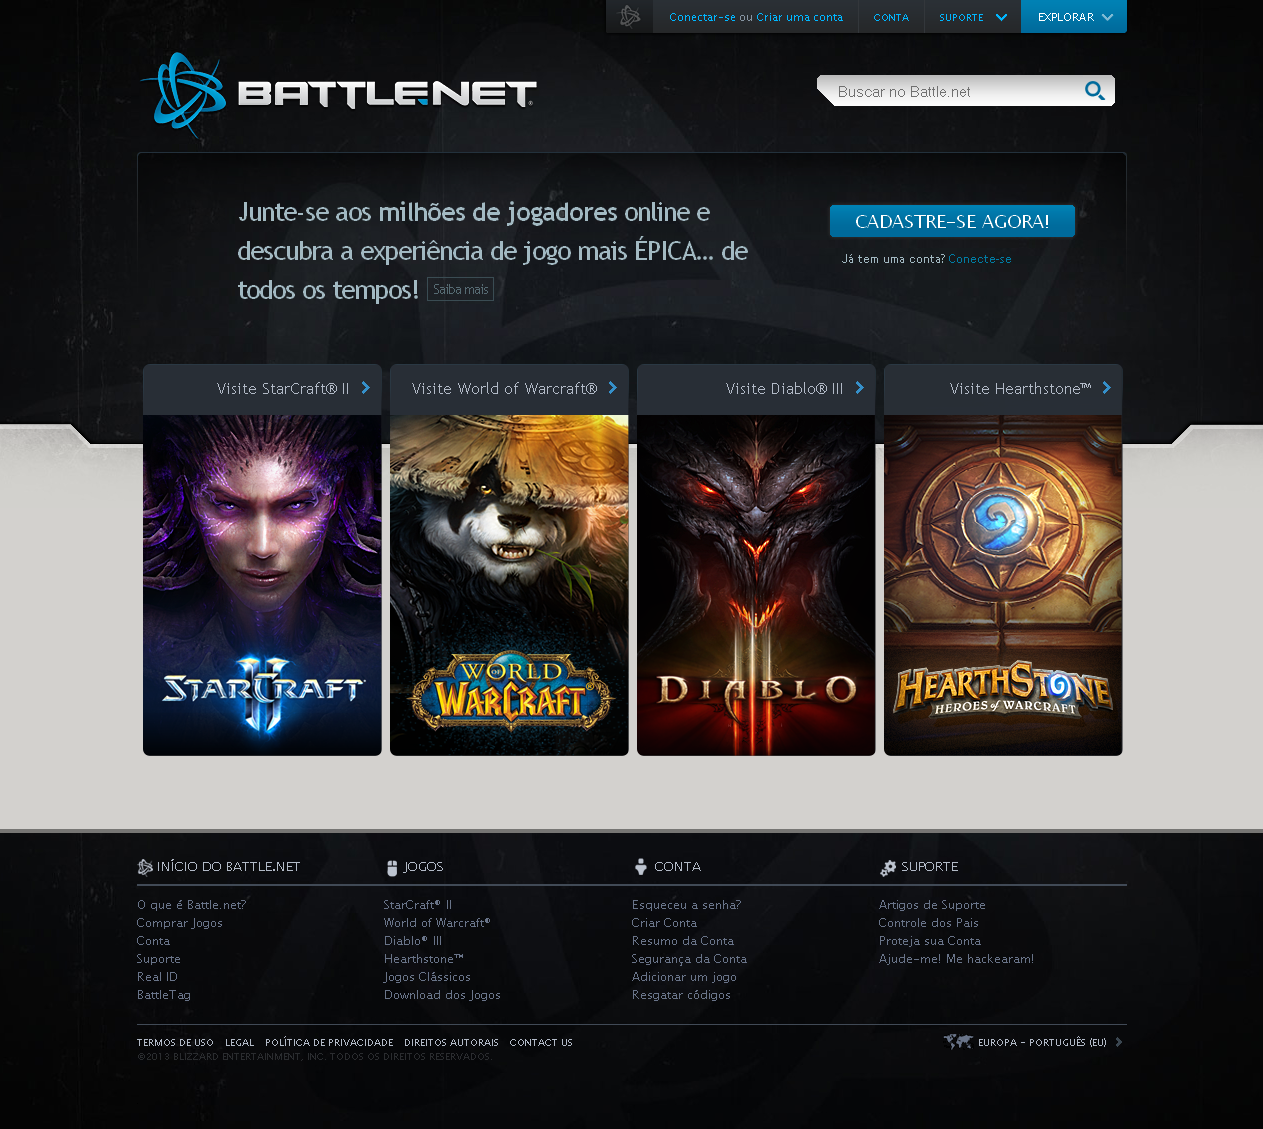 Conectar-se ou Criar uma conta CONTA SUPORTE EXPLORAR
BATTLE.NET®
Buscar no Battle.net
Junte-se aos milhões de jogadores online e
descubra a experiência de jogo mais ÉPICA... de
todos os tempos! Saiba mais
CADASTRE-SE AGORA!
Já tem uma conta? Conecte-se
Visite StarCraft® II
Visite World of Warcraft®
Visite Diablo® III
Visite Hearthstone™
STARCRAFT II
WORLD
OF
WARCRAFT®
DIABLO III
HEARTHSTONE
HEROES of WARCRAFT
INÍCIO DO BATTLE.NET
O que é Battle.net?
Comprar Jogos
Conta
Suporte
Real ID
BattleTag
JOGOS
StarCraft® II
World of Warcraft®
Diablo® III
Hearthstone™
Jogos Clássicos
Download dos Jogos
CONTA
Esqueceu a senha?
Criar Conta
Resumo da Conta
Segurança da Conta
Adicionar um jogo
Resgatar códigos
SUPORTE
Artigos de Suporte
Controle dos Pais
Proteja sua Conta
Ajude-me! Me hackearam!
TERMOS DE USO LEGAL POLÍTICA DE PRIVACIDADE DIREITOS AUTORAIS CONTACT US
©2013 BLIZZARD ENTERTAINMENT, INC. TODOS OS DIREITOS RESERVADOS.
EUROPA - PORTUGUÊS (EU)